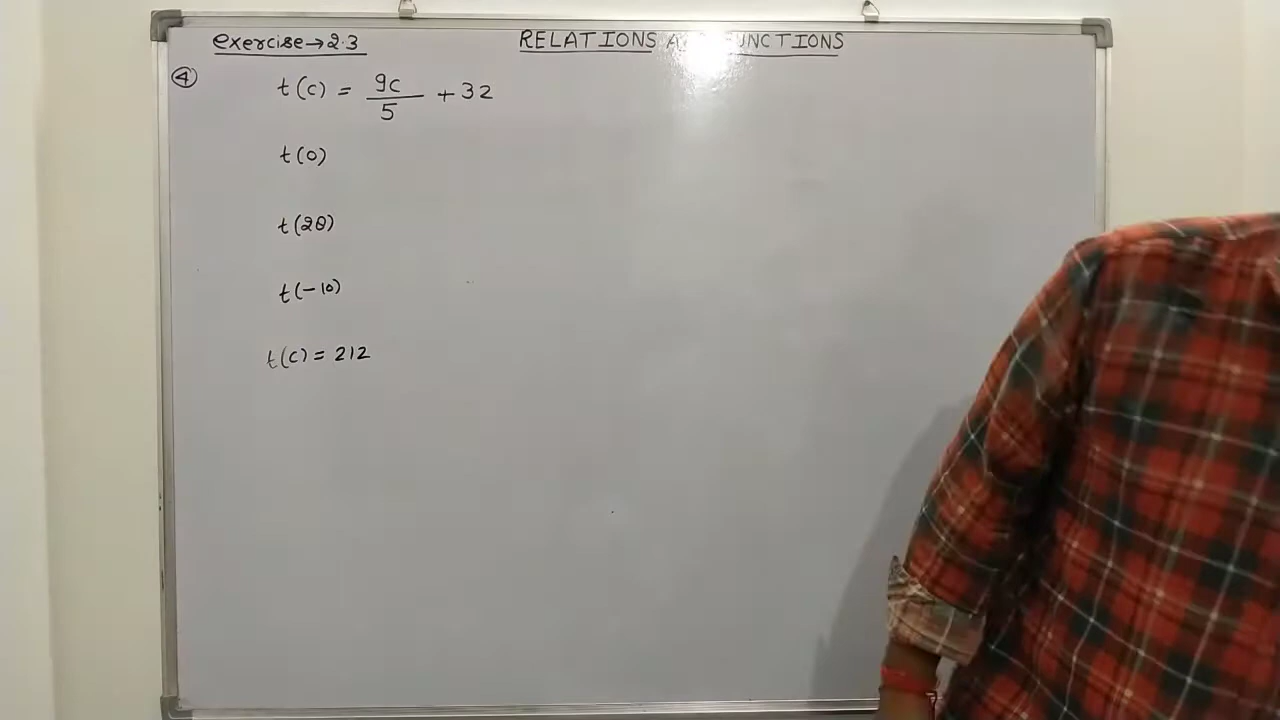 exercise→2.3
RELATIONS A UNCTIONS
④ t(c) = 9c/5 + 32
t(0)
t(28)
t(-10)
t(c) = 212